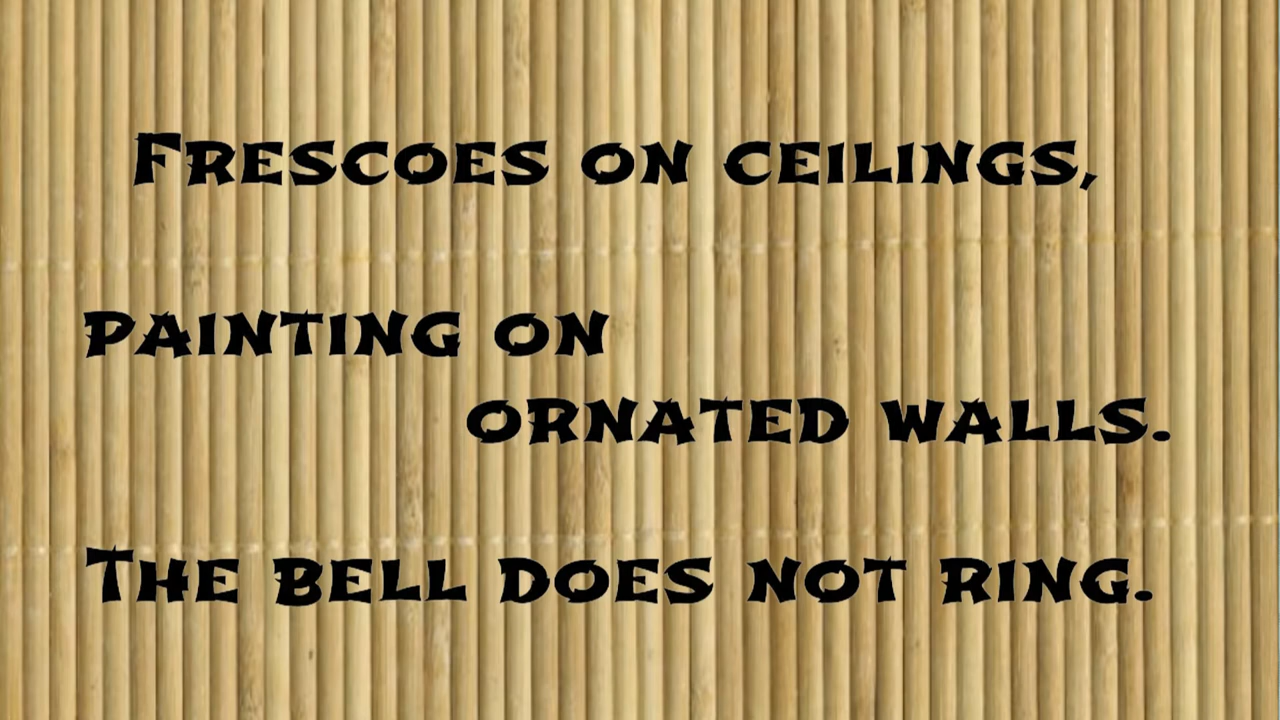 Frescoes on ceilings,
painting on
ornated walls.
The bell does not ring.